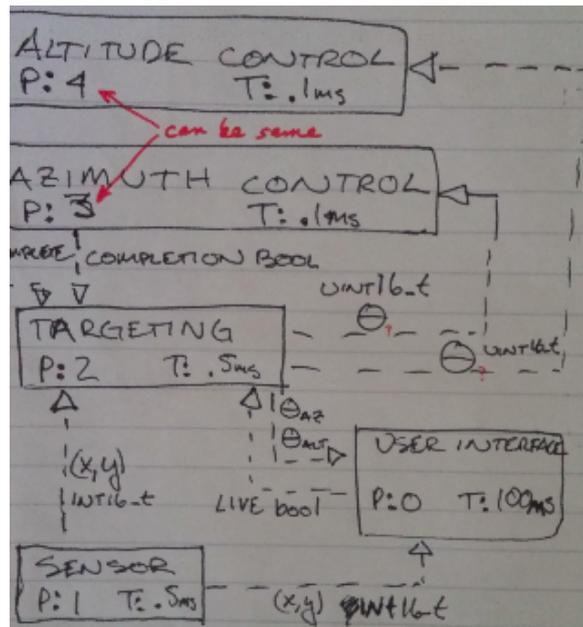 ALTITUDE CONTROL
P: 4 T: .1ms
can be same
AZIMUTH CONTROL
P: 3 T: .1ms
COMPLETION BOOL
UINT16_t
Θ?
TARGETING
P: 2 T: .5ms
Θ?
UINT16_t
ΘAZ
ΘALT
(x,y)
INT16_t
LIVE bool
USER INTERFACE
P: 0 T: 100ms
SENSOR
P: 1 T: .5ms
(x,y) INT16_t